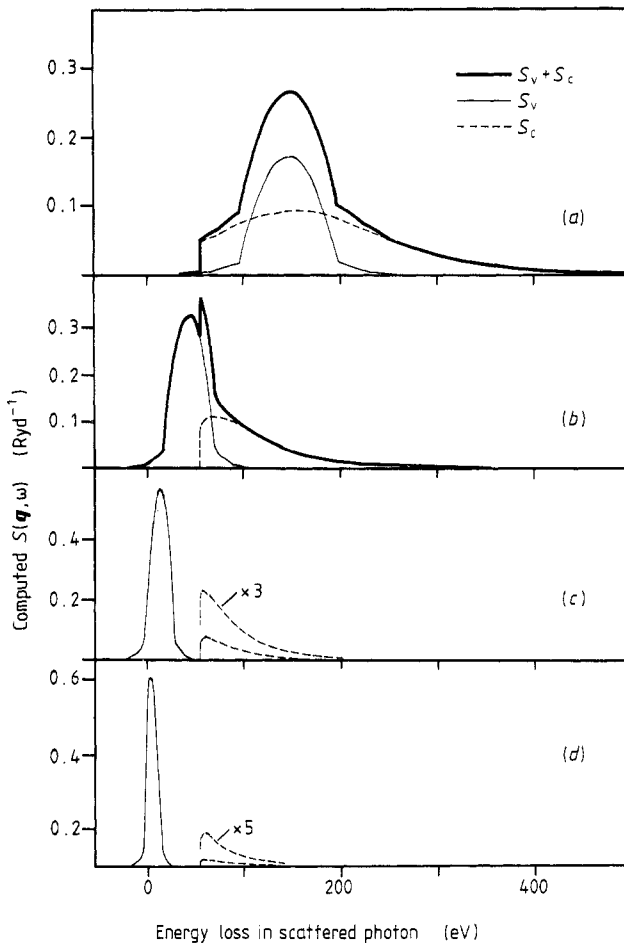 0.3
0.2
0.1
S_v + S_c
S_v
S_c
(a)
0.3
0.2
0.1
(b)
Computed S(q,ω) (Ryd⁻¹)
0.4
0.2
×3
(c)
0.6
0.4
0.2
×5
(d)
0 200 400
Energy loss in scattered photon (eV)